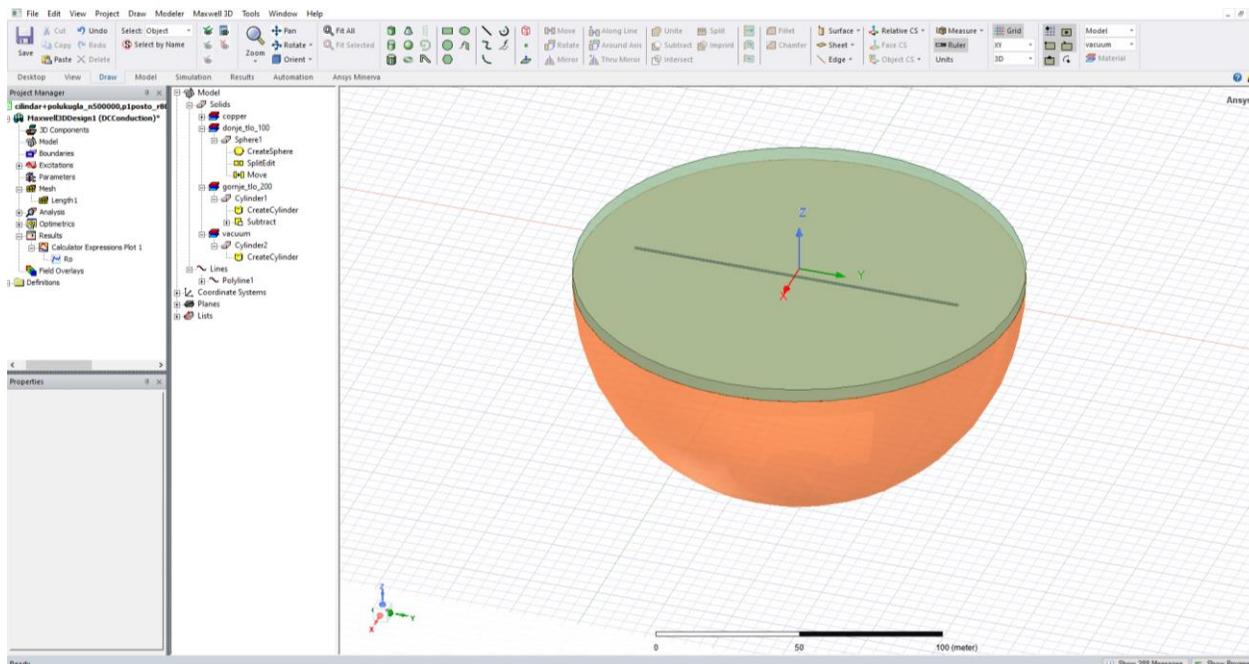 File Edit View Project Draw Modeler Maxwell 3D Tools Window Help
Save
Cut
Copy
Paste
Undo
Redo
Delete
Select: Object
Select by Name
Zoom
Pan
Rotate
Orient
Fit All
Fit Selected
Move
Rotate
Mirror
Along Line
Around Axis
Thru Mirror
Unite
Subtract
Intersect
Split
Imprint
Fillet
Chamfer
Surface
Sheet
Edge
Relative CS
Face CS
Object CS
Measure
Ruler
Units
Grid
XY
3D
Model
vacuum
Material
Desktop View Draw Model Simulation Results Automation Ansys Minerva
Project Manager
cilindar+polukugla_n500000,p1posto_r8
Maxwell3DDesign1 (DCConduction)*
3D Components
Model
Boundaries
Excitations
Parameters
Mesh
Length1
Analysis
Optimetrics
Results
Calculator Expressions Plot 1
Ro
Field Overlays
Definitions
Properties
Model
Solids
copper
donje_tlo_100
Sphere1
CreateSphere
SplitEdit
Move
gornje_tlo_200
Cylinder1
CreateCylinder
Subtract
vacuum
Cylinder2
CreateCylinder
Lines
Polyline1
Coordinate Systems
Planes
Lists
Ansys
Z
Y
X
Z
Y
X
0 50 100 (meter)
Ready